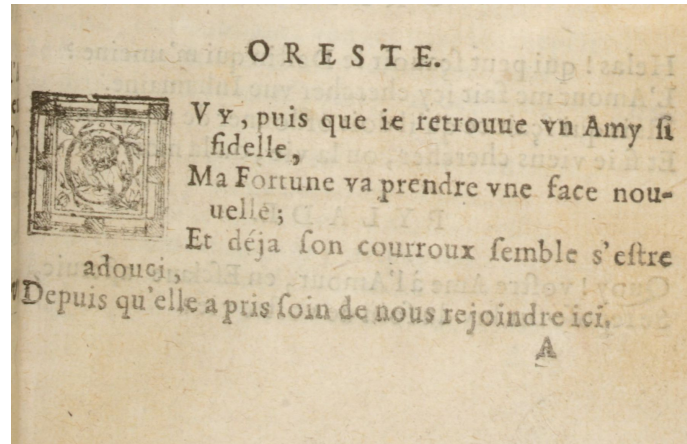 ORESTE.
OVY, puis que ie retrouue vn Amy ſi
fidelle,
Ma Fortune va prendre vne face nou-
uelle;
Et déja ſon courroux ſemble s'eſtre
adouci,
Depuis qu'elle a pris ſoin de nous rejoindre ici.
A